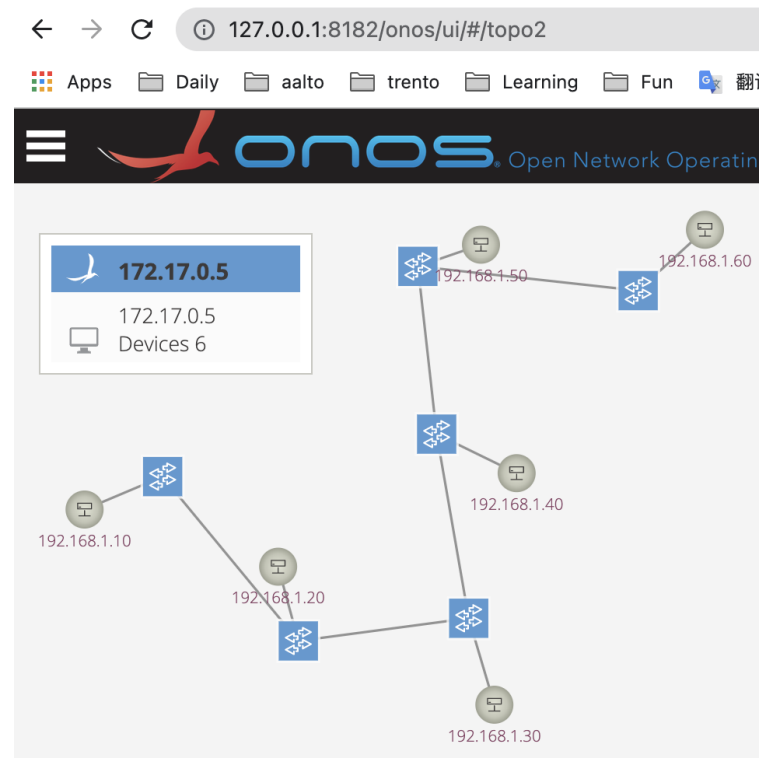 127.0.0.1:8182/onos/ui/#/topo2
Apps Daily aalto trento Learning Fun 翻
onos. Open Network Operatin
172.17.0.5
172.17.0.5
Devices 6
192.168.1.50
192.168.1.60
192.168.1.40
192.168.1.10
192.168.1.20
192.168.1.30